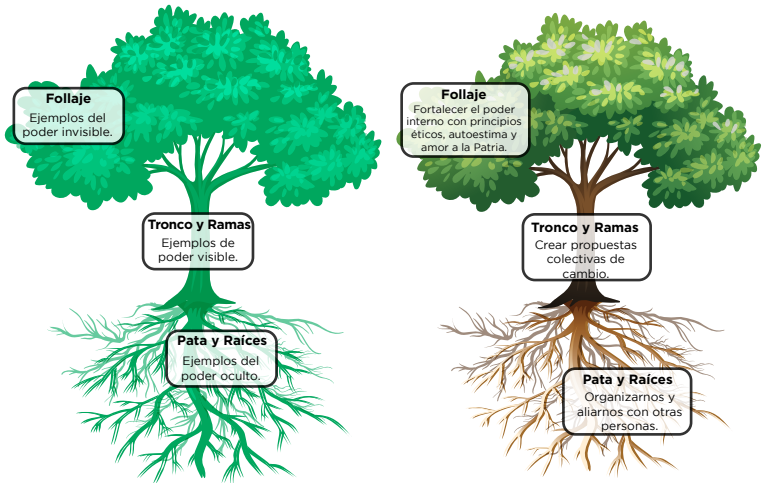 Follaje
Ejemplos del
poder invisible.
Tronco y Ramas
Ejemplos de
poder visible.
Pata y Raíces
Ejemplos del
poder oculto.
Follaje
Fortalecer el poder
interno con principios
éticos, autoestima y
amor a la Patria.
Tronco y Ramas
Crear propuestas
colectivas de
cambio.
Pata y Raíces
Organizarnos y
aliarnos con otras
personas.